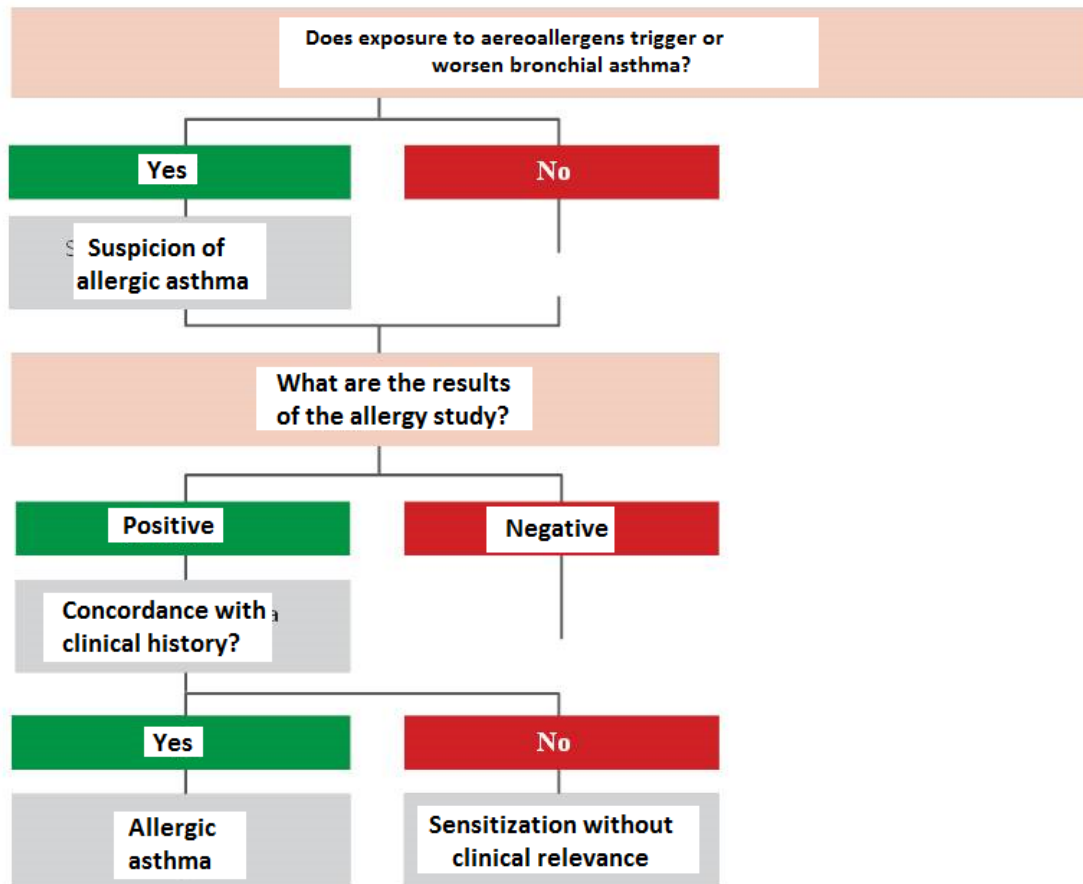 Does exposure to aereoallergens trigger or
worsen bronchial asthma?
Yes
No
Suspicion of
allergic asthma
What are the results
of the allergy study?
Positive
Negative
Concordance with
clinical history?
Yes
No
Allergic
asthma
Sensitization without
clinical relevance